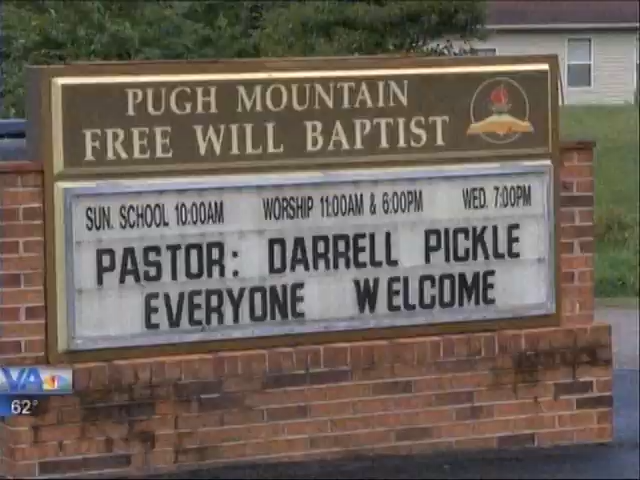 PUGH MOUNTAIN
FREE WILL BAPTIST
SUN. SCHOOL 10:00AM WORSHIP 11:00AM & 6:00PM WED. 7:00PM
PASTOR: DARRELL PICKLE
EVERYONE WELCOME
VA
62°